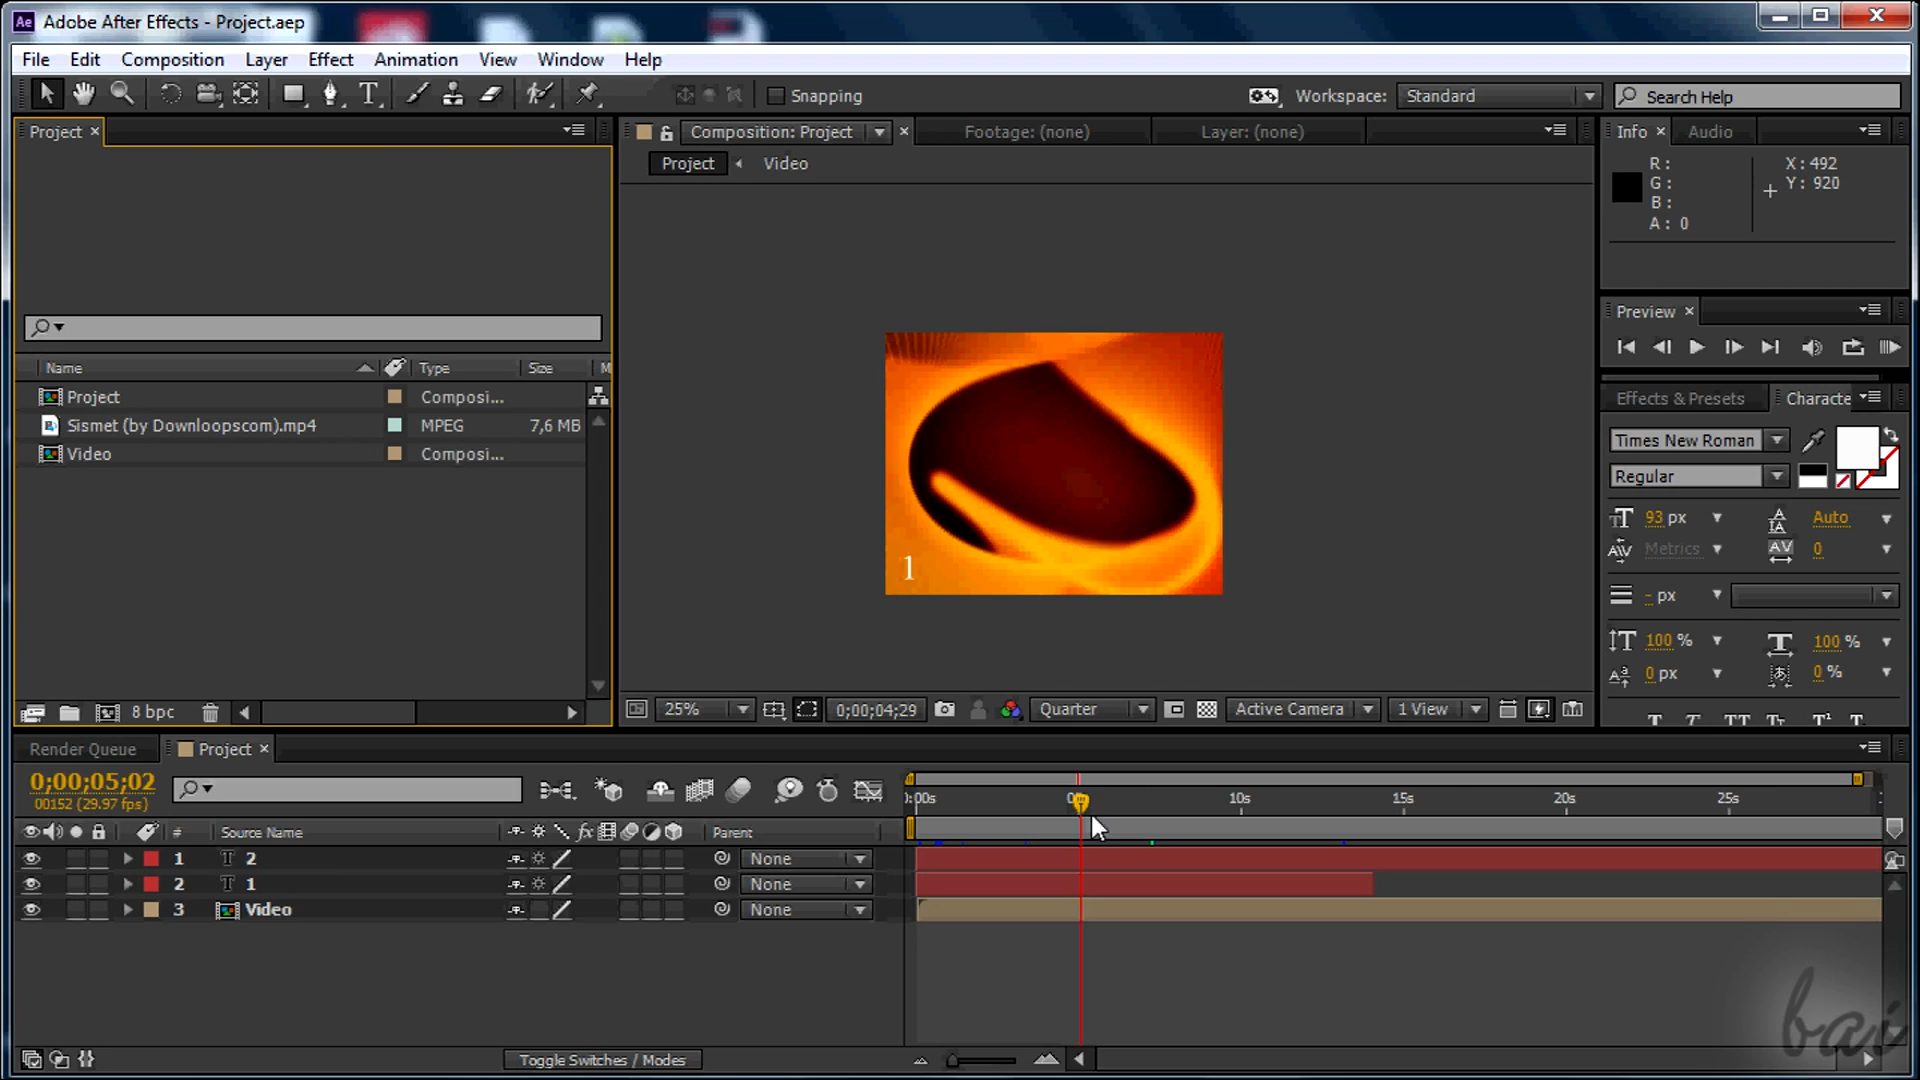 Adobe After Effects - Project.aep
File Edit Composition Layer Effect Animation View Window Help
Snapping
Workspace: Standard
Search Help
Project
Composition: Project
Footage: (none)
Layer: (none)
Info
Audio
Project
Video
R:
G:
B:
A: 0
X: 492
Y: 920
Preview
Name Type Size M
Project Composi...
Sismet (by Downloopscom).mp4 MPEG 7,6 MB
Video Composi...
1
Effects & Presets
Characte
Times New Roman
Regular
93 px
Auto
Metrics
0
- px
100 %
100 %
0 px
0 %
8 bpc
25%
0;00;04;29
Quarter
Active Camera
1 View
Render Queue
Project
0;00;05;02
00152 (29.97 fps)
):00s 0 10s 15s 20s 25s
# Source Name
Parent
1 2 None
2 1 None
3 Video None
Toggle Switches / Modes
bai